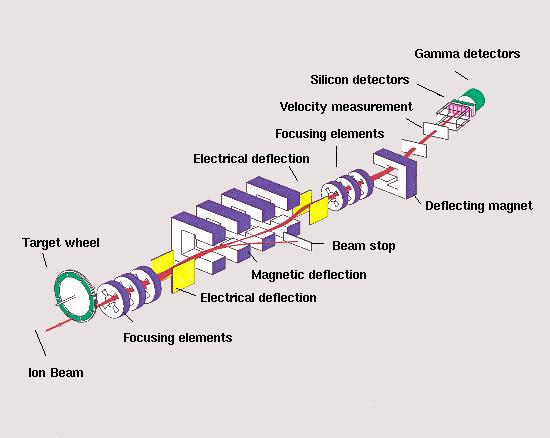 Gamma detectors
Silicon detectors
Velocity measurement
Focusing elements
Electrical deflection
Deflecting magnet
Target wheel
Beam stop
Magnetic deflection
Electrical deflection
Focusing elements
Ion Beam